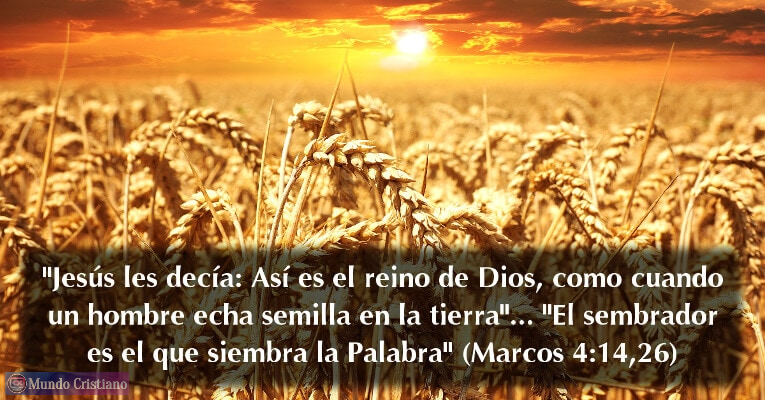 "Jesús les decía: Así es el reino de Dios, como cuando
un hombre echa semilla en la tierra"... "El sembrador
es el que siembra la Palabra" (Marcos 4:14,26)
Mundo Cristiano